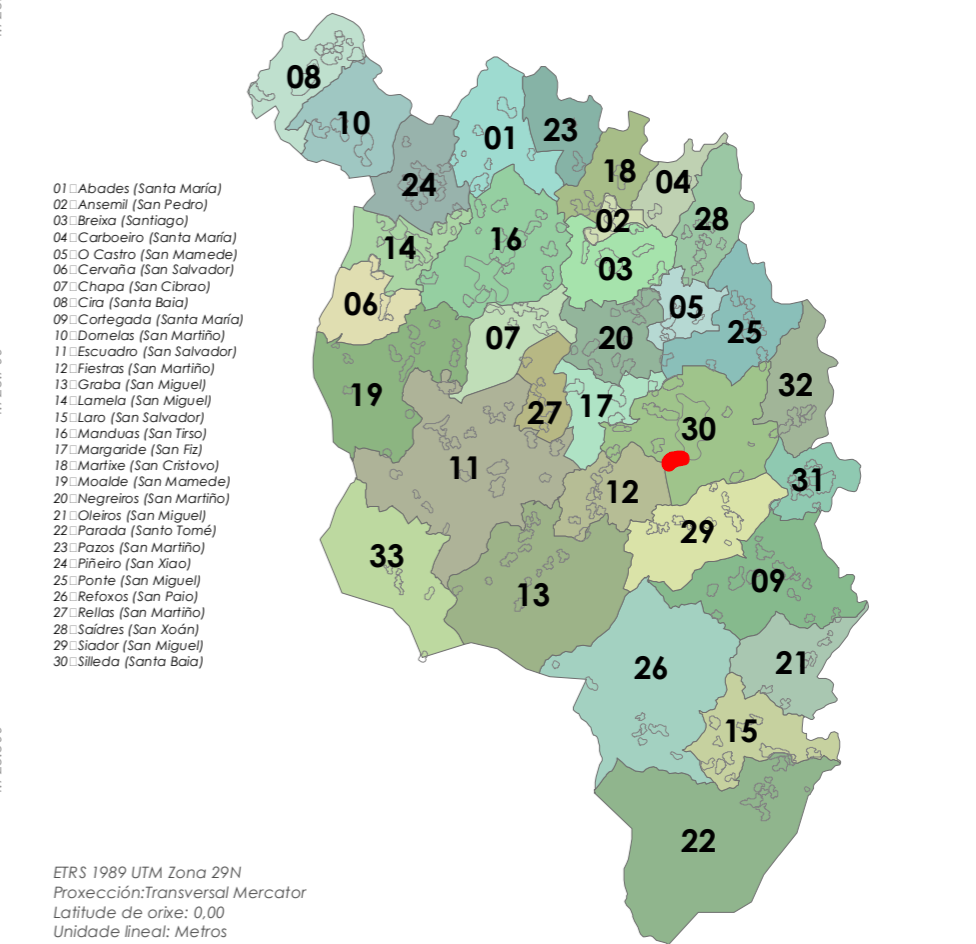 08
10
01
23
24
18
04
02
28
14
16
03
06
05
07
20
25
19
27
17
32
30
11
12
31
29
33
13
09
26
21
15
22
01 Abades (Santa María)
02 Ansemil (San Pedro)
03 Breixa (Santiago)
04 Carboeiro (Santa María)
05 O Castro (San Mamede)
06 Cervaña (San Salvador)
07 Chapa (San Cibrao)
08 Cira (Santa Baia)
09 Cortegada (Santa María)
10 Dornelas (San Martiño)
11 Escuadro (San Salvador)
12 Fiestras (San Martiño)
13 Graba (San Miguel)
14 Lamela (San Miguel)
15 Laro (San Salvador)
16 Manduas (San Tirso)
17 Margaride (San Fiz)
18 Martixe (San Cristovo)
19 Moalde (San Mamede)
20 Negreiros (San Martiño)
21 Oleiros (San Miguel)
22 Parada (Santo Tomé)
23 Pazos (San Martiño)
24 Piñeiro (San Xiao)
25 Ponte (San Miguel)
26 Refoxos (San Paio)
27 Rellas (San Martiño)
28 Saídres (San Xoán)
29 Siador (San Miguel)
30 Silleda (Santa Baia)
ETRS 1989 UTM Zona 29N
Proxección:Transversal Mercator
Latitude de orixe: 0,00
Unidade lineal: Metros